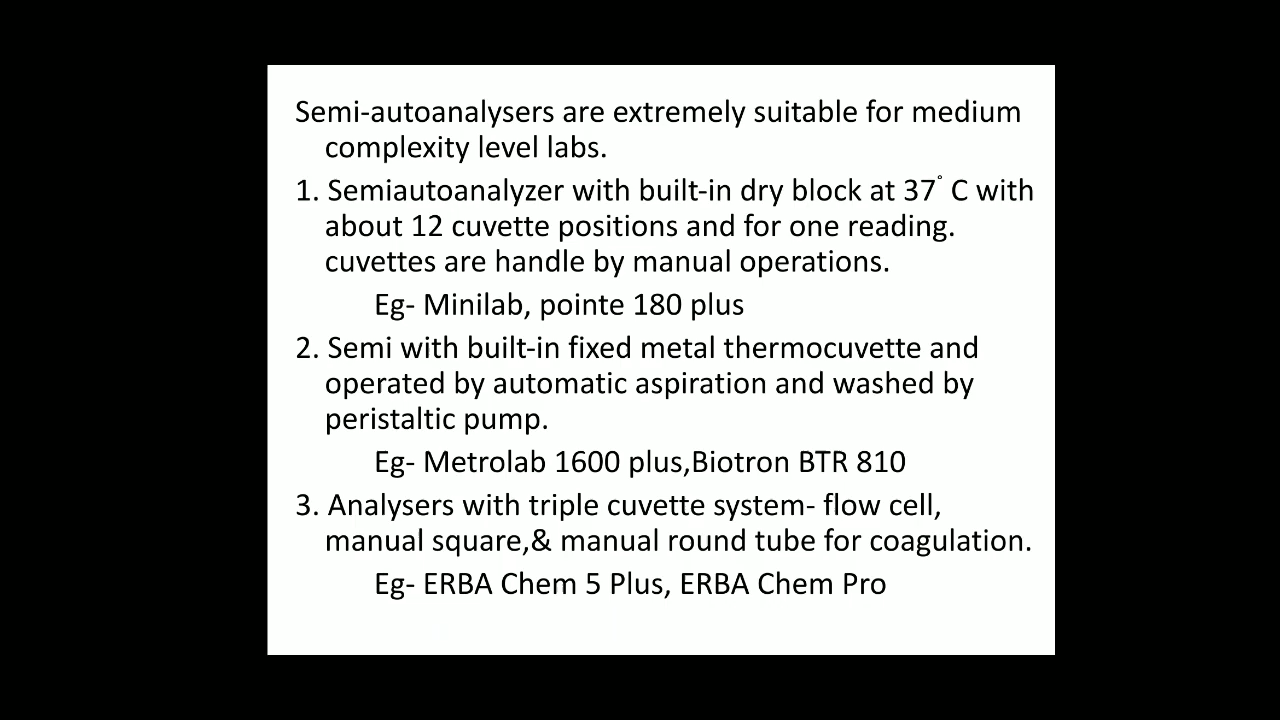 Semi-autoanalysers are extremely suitable for medium
complexity level labs.
1. Semiautoanalyzer with built-in dry block at 37° C with
about 12 cuvette positions and for one reading.
cuvettes are handle by manual operations.
Eg- Minilab, pointe 180 plus
2. Semi with built-in fixed metal thermocuvette and
operated by automatic aspiration and washed by
peristaltic pump.
Eg- Metrolab 1600 plus,Biotron BTR 810
3. Analysers with triple cuvette system- flow cell,
manual square,& manual round tube for coagulation.
Eg- ERBA Chem 5 Plus, ERBA Chem Pro